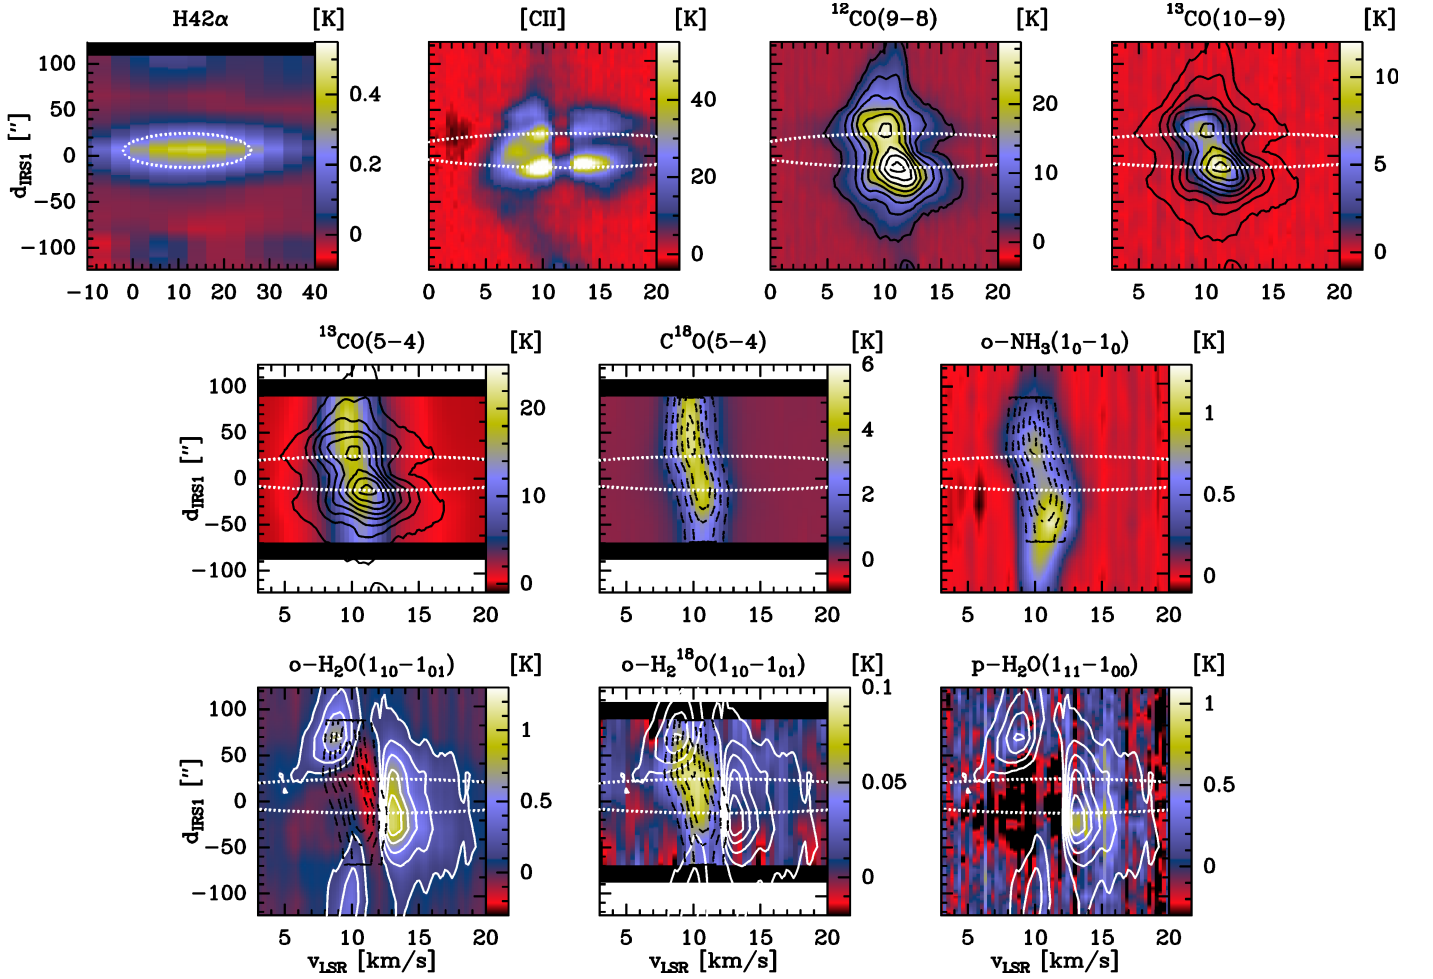 H42α [K] [CII] [K] ¹²CO(9−8) [K] ¹³CO(10−9) [K]
100 50 0 −50 −100
d_IRS1 [″]
0.4 0.2 0
40 20 0
20 10 0
10 5 0
−10 0 10 20 30 40
0 5 10 15 20
0 5 10 15 20
0 5 10 15 20
¹³CO(5−4) [K] C¹⁸O(5−4) [K] o−NH₃(1₀−1₀) [K]
100 50 0 −50 −100
d_IRS1 [″]
20 10 0
6 4 2 0
1 0.5 0
5 10 15 20
5 10 15 20
5 10 15 20
o−H₂O(1₁₀−1₀₁) [K] o−H₂¹⁸O(1₁₀−1₀₁) [K] p−H₂O(1₁₁−1₀₀) [K]
100 50 0 −50 −100
d_IRS1 [″]
1 0.5 0
0.1 0.05 0
1 0.5 0
5 10 15 20
5 10 15 20
5 10 15 20
v_LSR [km/s] v_LSR [km/s] v_LSR [km/s]